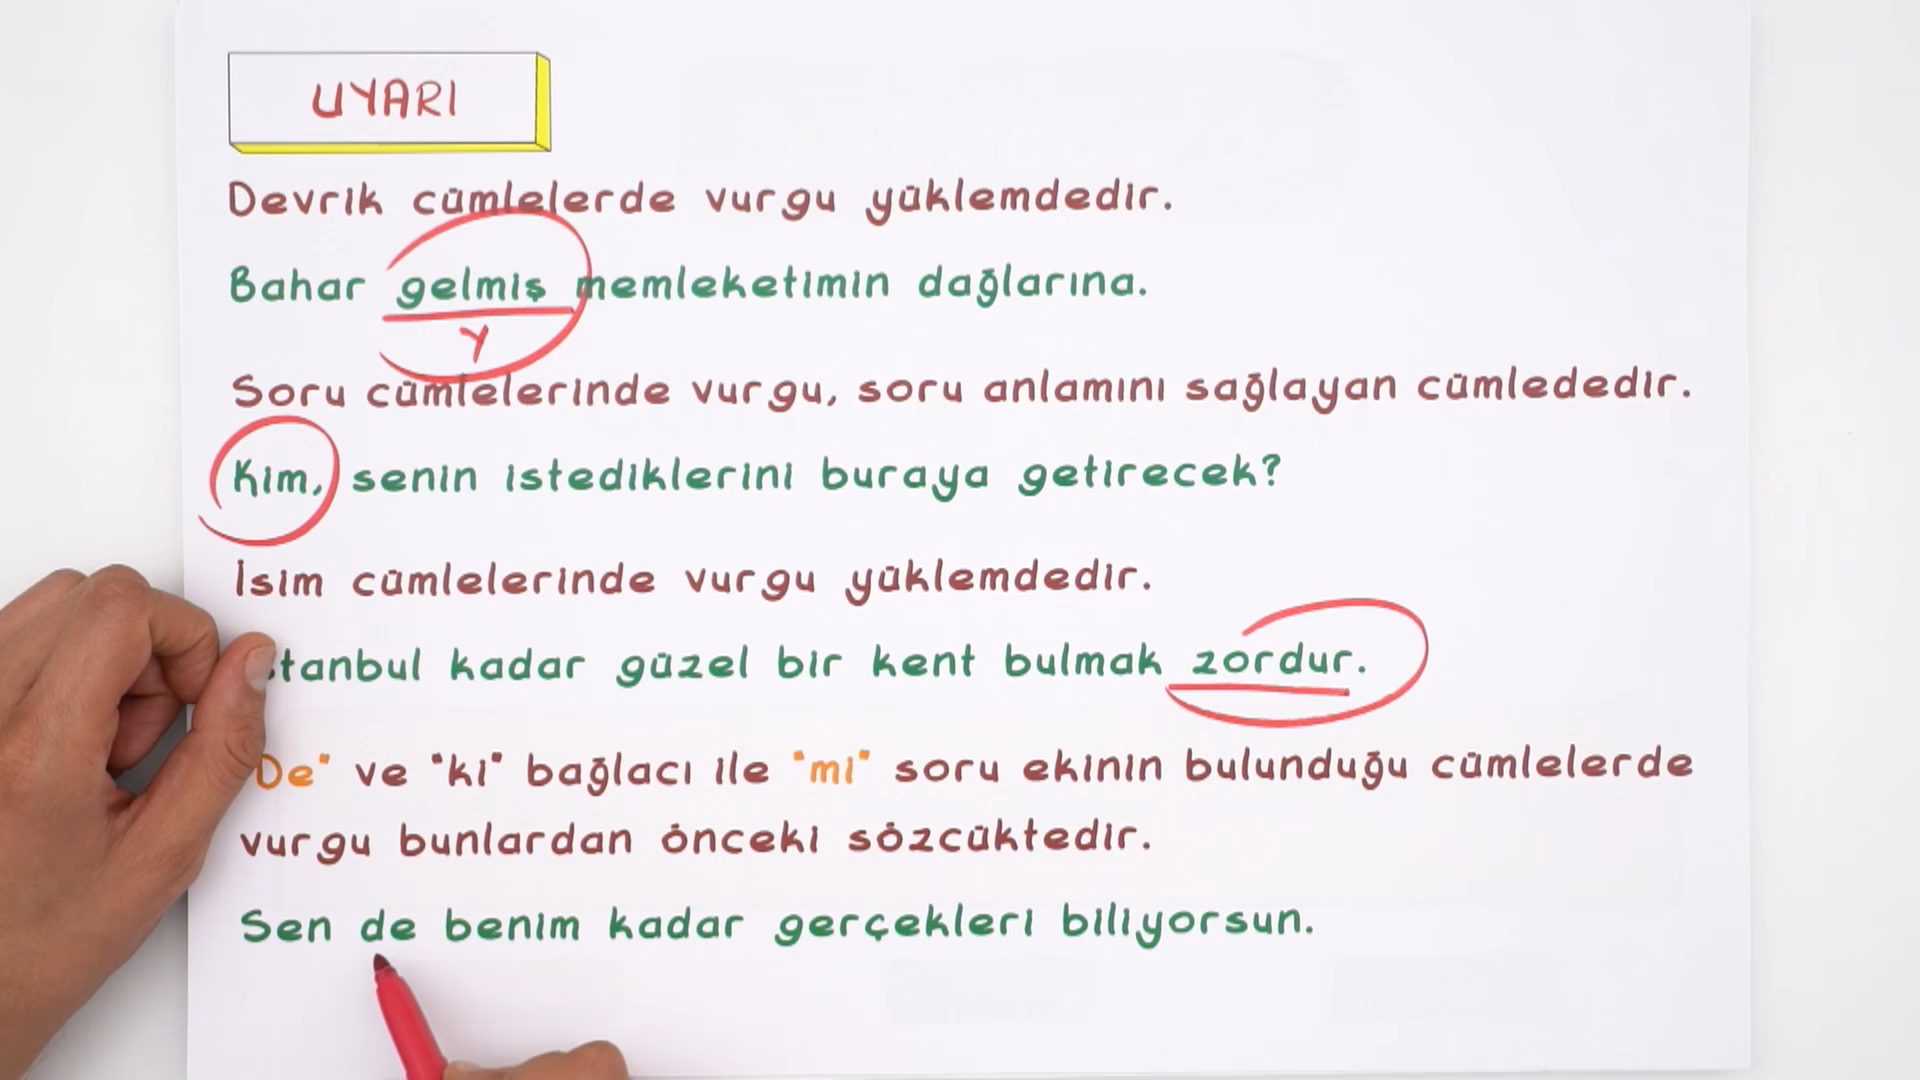 UYARI
Devrik cümlelerde vurgu yüklemdedir.
Bahar gelmiş memleketimin dağlarına.
Y
Soru cümlelerinde vurgu, soru anlamını sağlayan cümlededir.
Kim, senin istediklerini buraya getirecek?
İsim cümlelerinde vurgu yüklemdedir.
stanbul kadar güzel bir kent bulmak zordur.
De" ve "ki" bağlacı ile "mi" soru ekinin bulunduğu cümlelerde
vurgu bunlardan önceki sözcüktedir.
Sen de benim kadar gerçekleri biliyorsun.